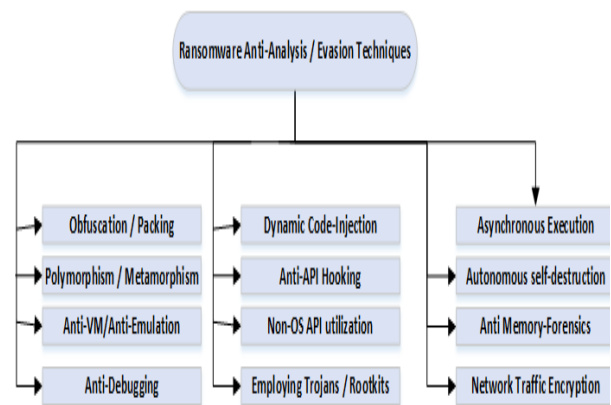 Ransomware Anti-Analysis / Evasion Techniques
Obfuscation / Packing
Polymorphism / Metamorphism
Anti-VM/Anti-Emulation
Anti-Debugging
Dynamic Code-Injection
Anti-API Hooking
Non-OS API utilization
Employing Trojans / Rootkits
Asynchronous Execution
Autonomous self-destruction
Anti Memory-Forensics
Network Traffic Encryption